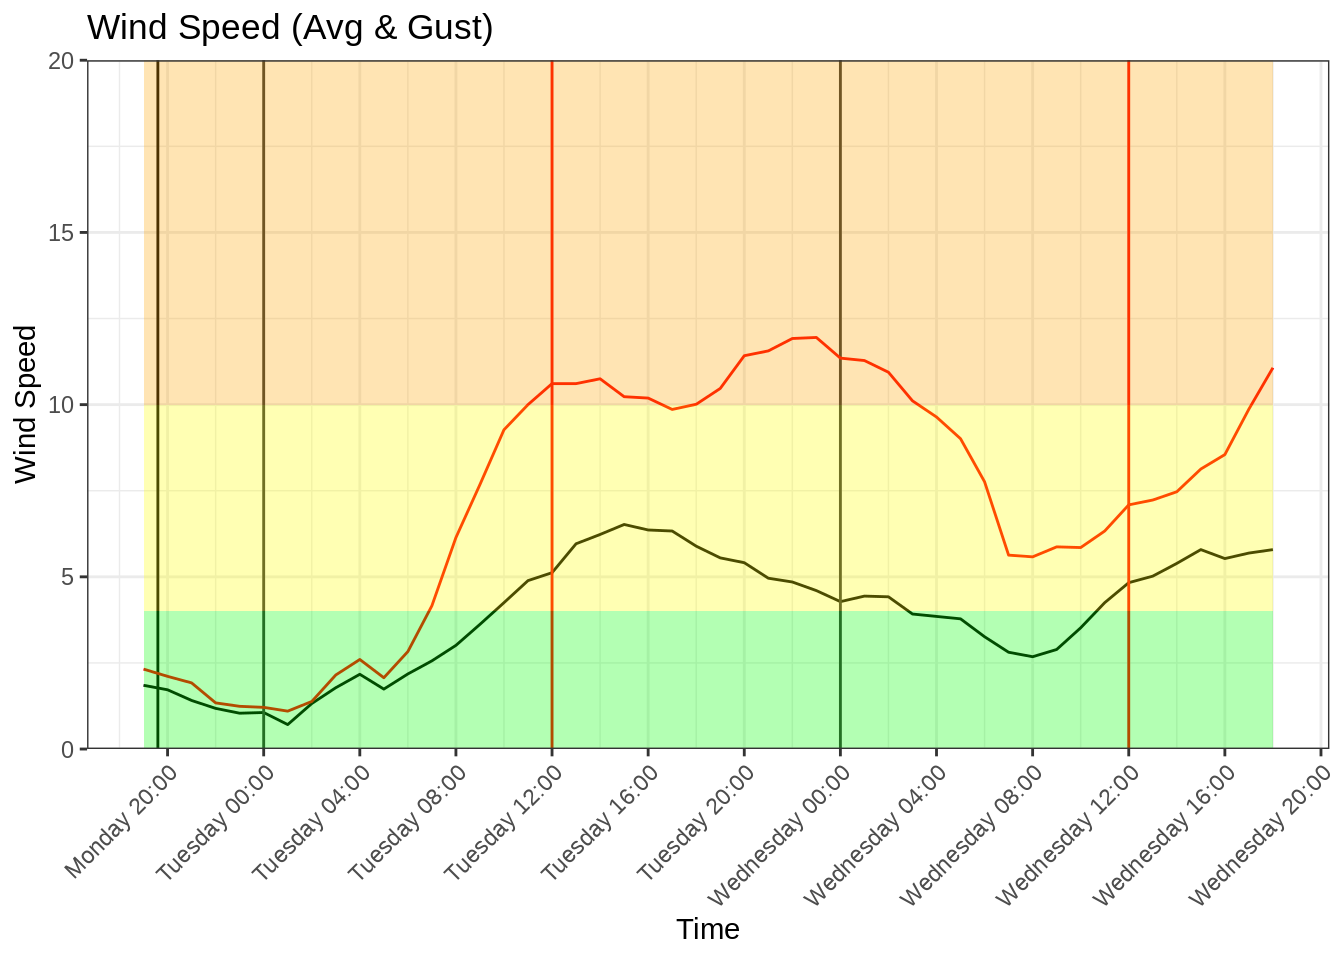 Wind Speed (Avg & Gust)
20
15
10
5
0
Wind Speed
Monday 20:00
Tuesday 00:00
Tuesday 04:00
Tuesday 08:00
Tuesday 12:00
Tuesday 16:00
Tuesday 20:00
Wednesday 00:00
Wednesday 04:00
Wednesday 08:00
Wednesday 12:00
Wednesday 16:00
Wednesday 20:00
Time